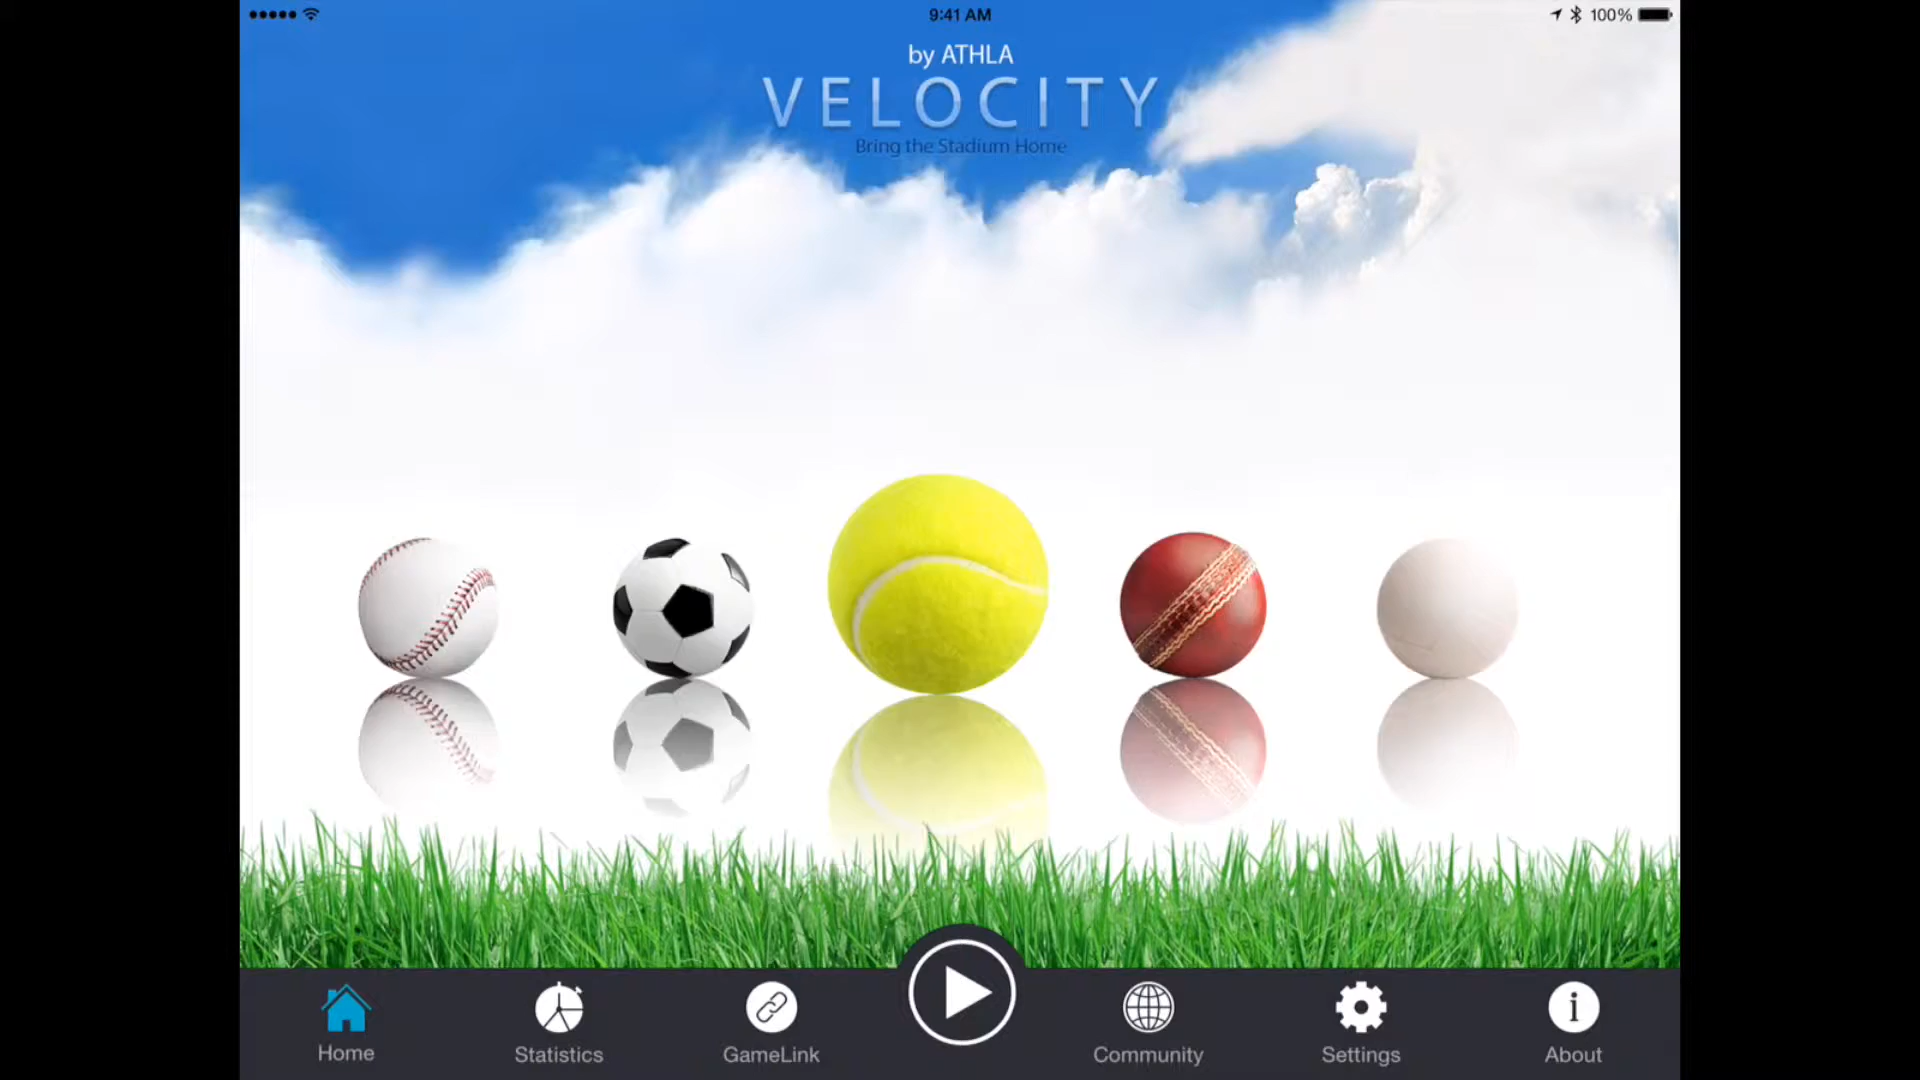 9:41 AM
100%
by ATHLA
VELOCITY
Bring the Stadium Home
Home
Statistics
GameLink
Community
Settings
About